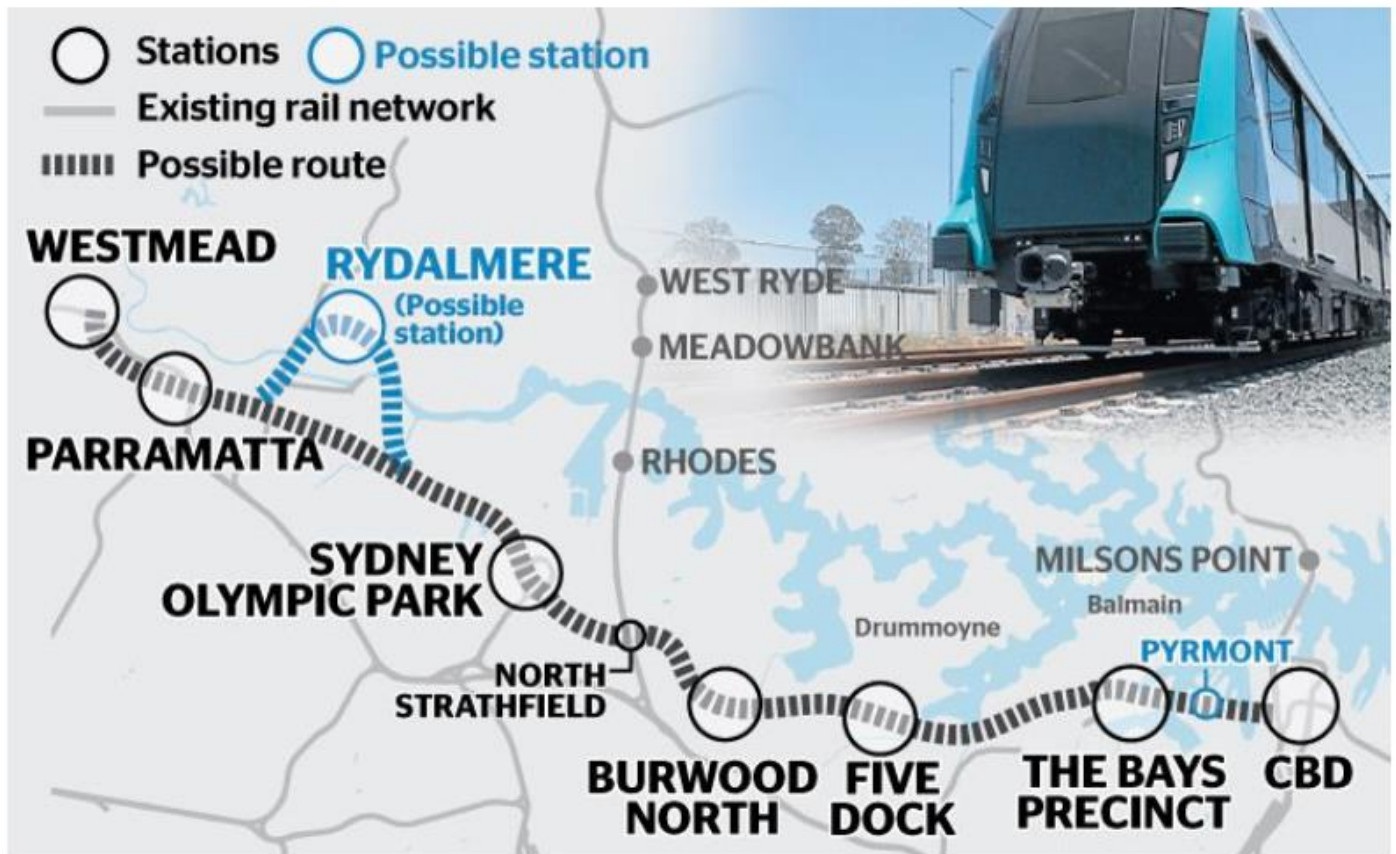 Stations
Possible station
Existing rail network
Possible route
WESTMEAD
RYDALMERE
(Possible
station)
WEST RYDE
MEADOWBANK
PARRAMATTA
RHODES
SYDNEY
OLYMPIC PARK
MILSONS POINT
Balmain
Drummoyne
PYRMONT
NORTH
STRATHFIELD
BURWOOD
NORTH
FIVE
DOCK
THE BAYS
PRECINCT
CBD